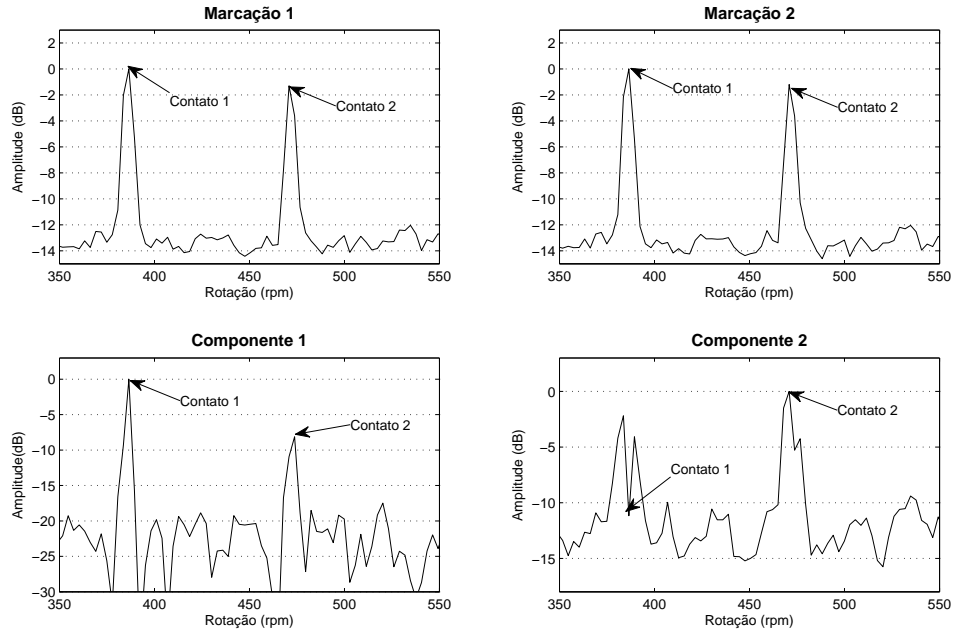 Marcação 1
2
0
−2
−4
−6
−8
−10
−12
−14
Amplitude (dB)
Contato 1
Contato 2
350 400 450 500 550
Rotação (rpm)
Marcação 2
2
0
−2
−4
−6
−8
−10
−12
−14
Amplitude (dB)
Contato 1
Contato 2
350 400 450 500 550
Rotação (rpm)
Componente 1
0
−5
−10
−15
−20
−25
−30
Amplitude(dB)
Contato 1
Contato 2
350 400 450 500 550
Rotação (rpm)
Componente 2
0
−5
−10
−15
Amplitude (dB)
Contato 2
Contato 1
350 400 450 500 550
Rotação (rpm)